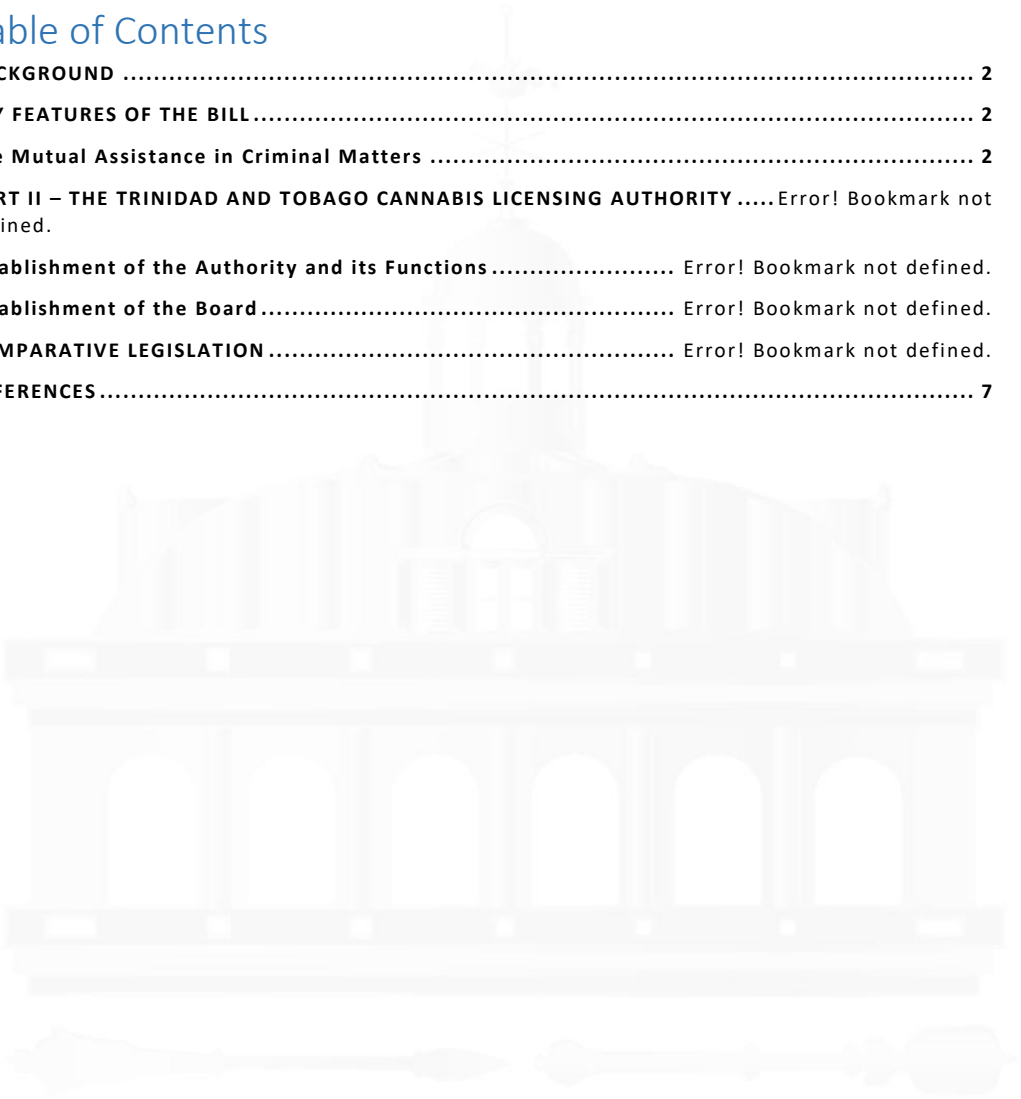 able of Contents
CKGROUND ........................................................................................................ 2
Y FEATURES OF THE BILL ........................................................................................ 2
e Mutual Assistance in Criminal Matters .................................................................. 2
RT II – THE TRINIDAD AND TOBAGO CANNABIS LICENSING AUTHORITY ..... Error! Bookmark not
ined.
ablishment of the Authority and its Functions ........................ Error! Bookmark not defined.
ablishment of the Board ..................................................... Error! Bookmark not defined.
MPARATIVE LEGISLATION .................................................... Error! Bookmark not defined.
FERENCES ........................................................................................................... 7